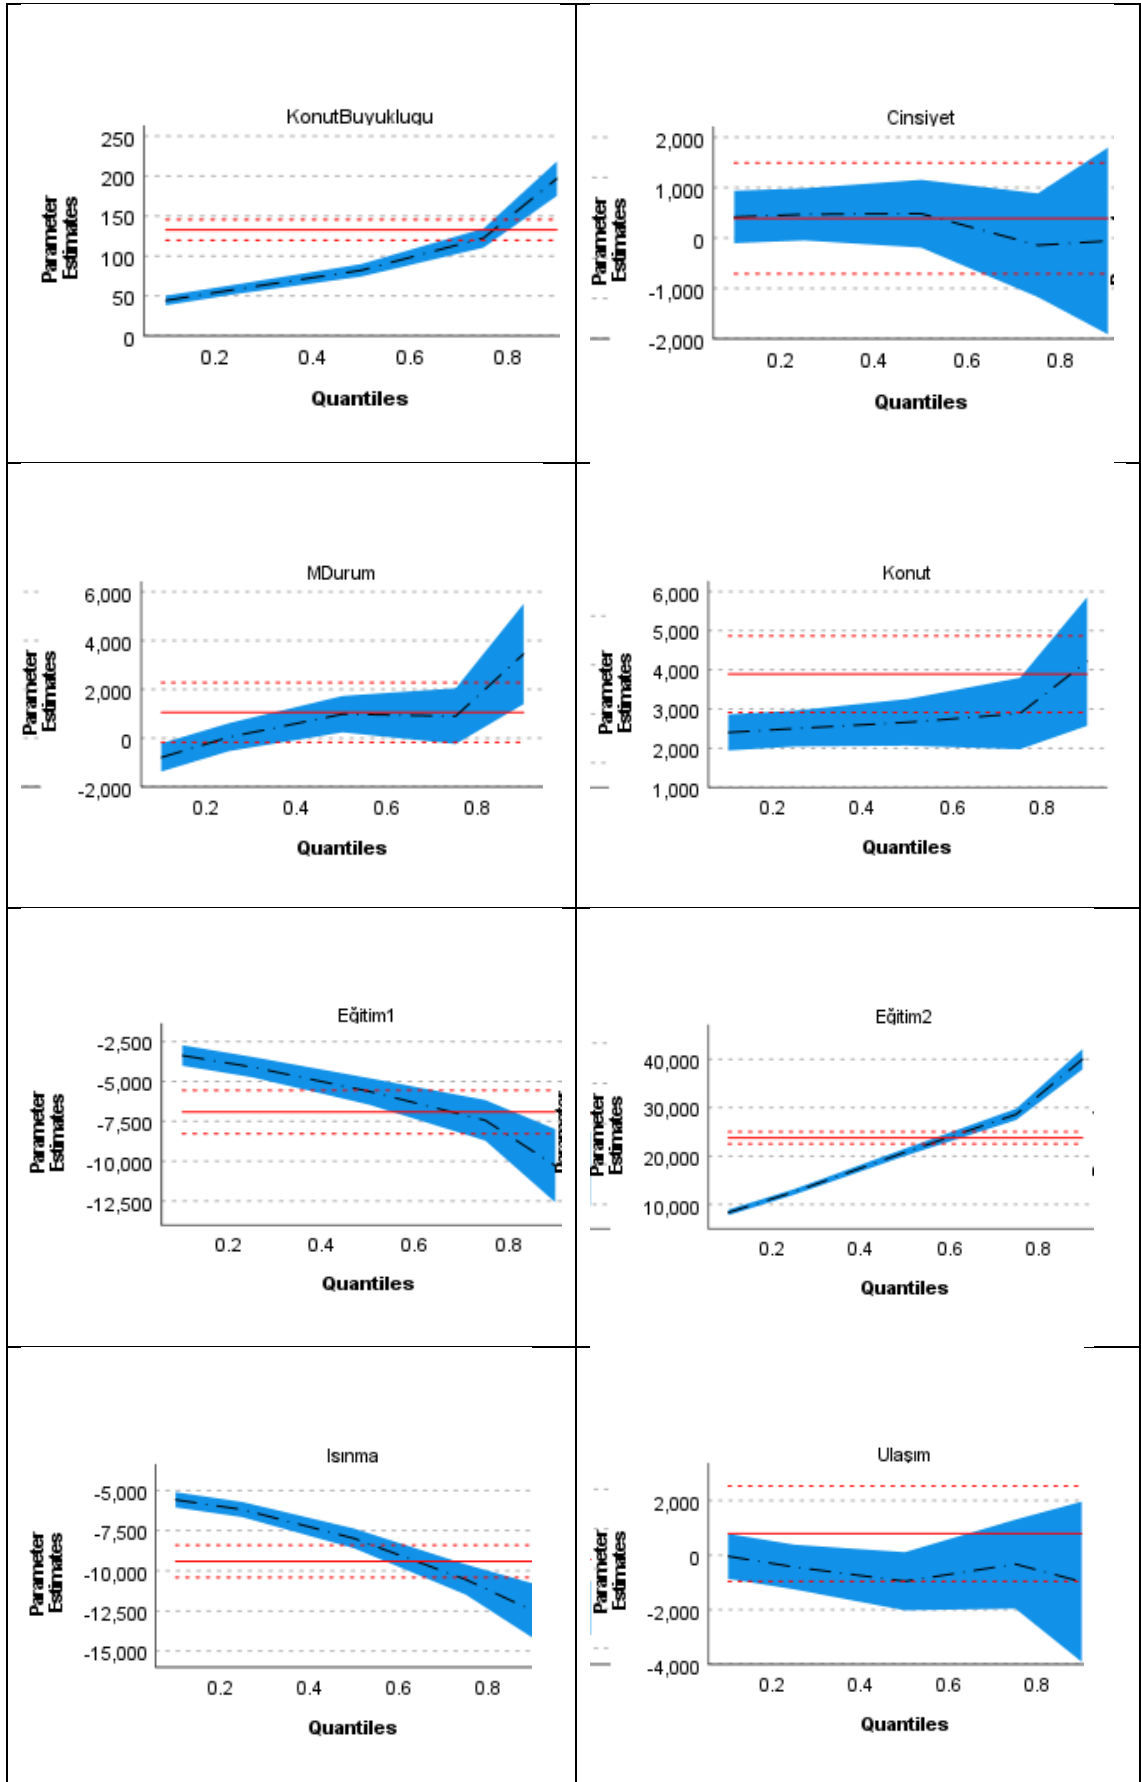 KonutBuyuklugu
250
200
150
100
50
0
Parameter
Estimates
0.2 0.4 0.6 0.8
Quantiles
Cinsiyet
2,000
1,000
0
-1,000
-2,000
Parameter
Estimates
0.2 0.4 0.6 0.8
Quantiles
MDurum
6,000
4,000
2,000
0
-2,000
Parameter
Estimates
0.2 0.4 0.6 0.8
Quantiles
Konut
6,000
5,000
4,000
3,000
2,000
1,000
Parameter
Estimates
0.2 0.4 0.6 0.8
Quantiles
Eğitim1
-2,500
-5,000
-7,500
-10,000
-12,500
Parameter
Estimates
0.2 0.4 0.6 0.8
Quantiles
Parameter
Eğitim2
40,000
30,000
20,000
10,000
Parameter
Estimates
0.2 0.4 0.6 0.8
Quantiles
Isınma
-5,000
-7,500
-10,000
-12,500
-15,000
Parameter
Estimates
0.2 0.4 0.6 0.8
Quantiles
Ulaşım
2,000
0
-2,000
-4,000
Parameter
Estimates
0.2 0.4 0.6 0.8
Quantiles